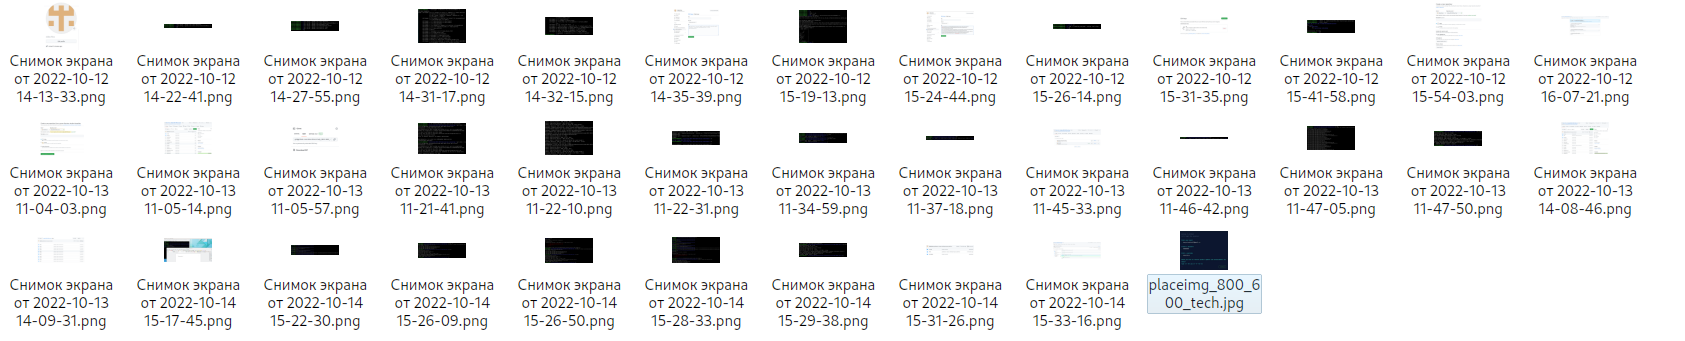 Снимок экрана от 2022-10-12 14-13-33.png
Снимок экрана от 2022-10-12 14-22-41.png
Снимок экрана от 2022-10-12 14-27-55.png
Снимок экрана от 2022-10-12 14-31-17.png
Снимок экрана от 2022-10-12 14-32-15.png
Снимок экрана от 2022-10-12 14-35-39.png
Снимок экрана от 2022-10-12 15-19-13.png
Снимок экрана от 2022-10-12 15-24-44.png
Снимок экрана от 2022-10-12 15-26-14.png
Снимок экрана от 2022-10-12 15-31-35.png
Снимок экрана от 2022-10-12 15-41-58.png
Снимок экрана от 2022-10-12 15-54-03.png
Снимок экрана от 2022-10-12 16-07-21.png
Снимок экрана от 2022-10-13 11-04-03.png
Снимок экрана от 2022-10-13 11-05-14.png
Снимок экрана от 2022-10-13 11-05-57.png
Снимок экрана от 2022-10-13 11-21-41.png
Снимок экрана от 2022-10-13 11-22-10.png
Снимок экрана от 2022-10-13 11-22-31.png
Снимок экрана от 2022-10-13 11-34-59.png
Снимок экрана от 2022-10-13 11-37-18.png
Снимок экрана от 2022-10-13 11-45-33.png
Снимок экрана от 2022-10-13 11-46-42.png
Снимок экрана от 2022-10-13 11-47-05.png
Снимок экрана от 2022-10-13 11-47-50.png
Снимок экрана от 2022-10-13 14-08-46.png
Снимок экрана от 2022-10-13 14-09-31.png
Снимок экрана от 2022-10-14 15-17-45.png
Снимок экрана от 2022-10-14 15-22-30.png
Снимок экрана от 2022-10-14 15-26-09.png
Снимок экрана от 2022-10-14 15-26-50.png
Снимок экрана от 2022-10-14 15-28-33.png
Снимок экрана от 2022-10-14 15-29-38.png
Снимок экрана от 2022-10-14 15-31-26.png
Снимок экрана от 2022-10-14 15-33-16.png
placeimg_800_600_tech.jpg